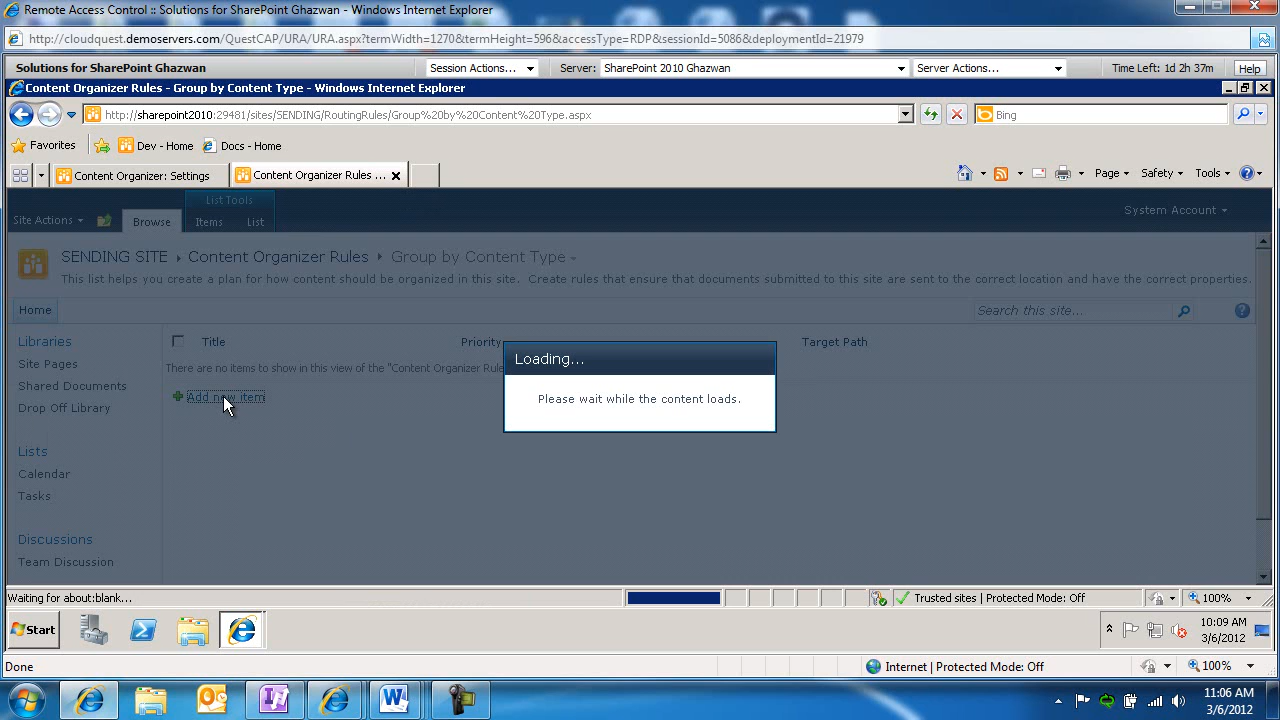 Remote Access Control :: Solutions for SharePoint Ghazwan - Windows Internet Explorer
http://cloudquest.demoservers.com/QuestCAP/URA/URA.aspx?termWidth=1270&termHeight=596&accessType=RDP&sessionId=5086&deploymentId=21979
Solutions for SharePoint Ghazwan Session Actions... Server: SharePoint 2010 Ghazwan Server Actions... Time Left: 1d 2h 37m Help
Content Organizer Rules - Group by Content Type - Windows Internet Explorer
http://sharepoint2010:29481/sites/SENDING/RoutingRules/Group%20by%20Content%20Type.aspx Bing
Favorites Dev - Home Docs - Home
Content Organizer: Settings Content Organizer Rules ... Page Safety Tools
List Tools
Site Actions Browse Items List System Account
SENDING SITE Content Organizer Rules Group by Content Type
This list helps you create a plan for how content should be organized in this site. Create rules that ensure that documents submitted to this site are sent to the correct location and have the correct properties.
Home Search this site...
Libraries Title Priority Target Path
Site Pages There are no items to show in this view of the "Content Organizer Rule
Loading...
Shared Documents
Add new item Please wait while the content loads.
Drop Off Library
Lists
Calendar
Tasks
Discussions
Team Discussion
Waiting for about:blank... Trusted sites | Protected Mode: Off 100%
Start 10:09 AM
3/6/2012
Done Internet | Protected Mode: Off 100%
11:06 AM
3/6/2012